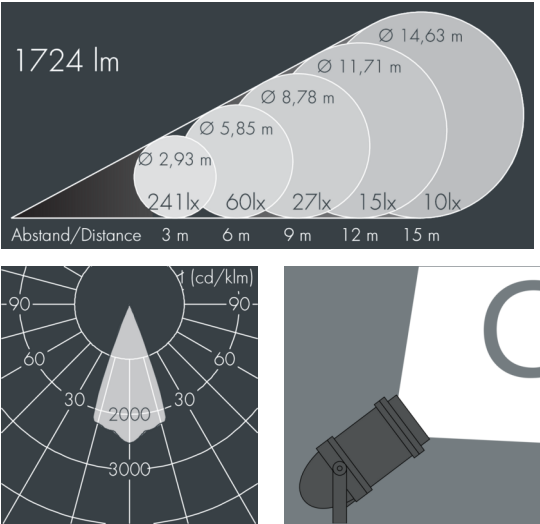 1724 lm
Ø 14,63 m
Ø 11,71 m
Ø 8,78 m
Ø 5,85 m
Ø 2,93 m
241lx 60lx 27lx 15lx 10lx
Abstand/Distance 3 m 6 m 9 m 12 m 15 m
(cd/klm)
90 90
60 60
30 30
2000
3000